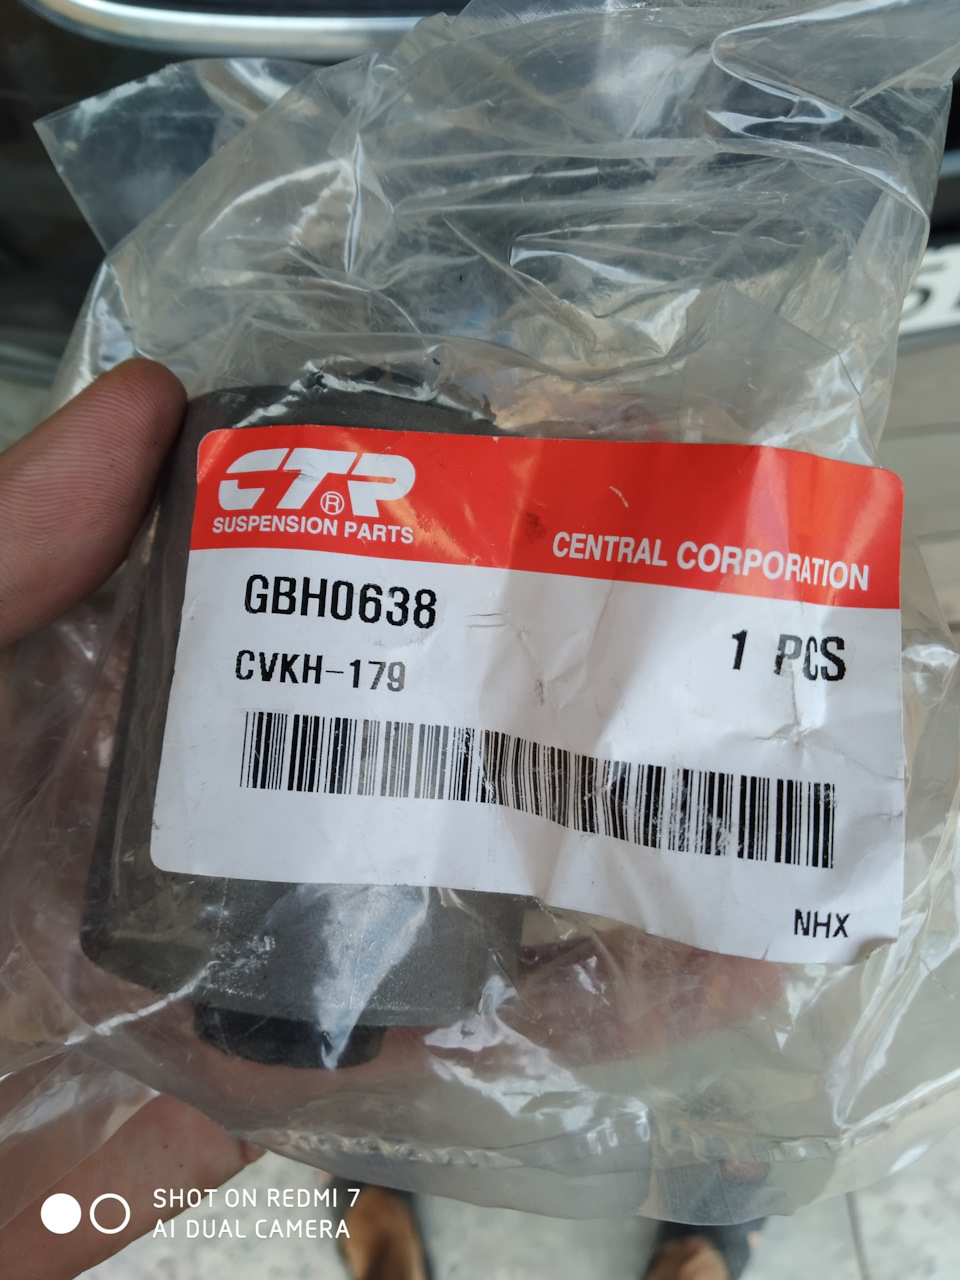 CTR®
SUSPENSION PARTS
CENTRAL CORPORATION
GBH0638
1 PCS
CVKH-179
NHX
SHOT ON REDMI 7
AI DUAL CAMERA